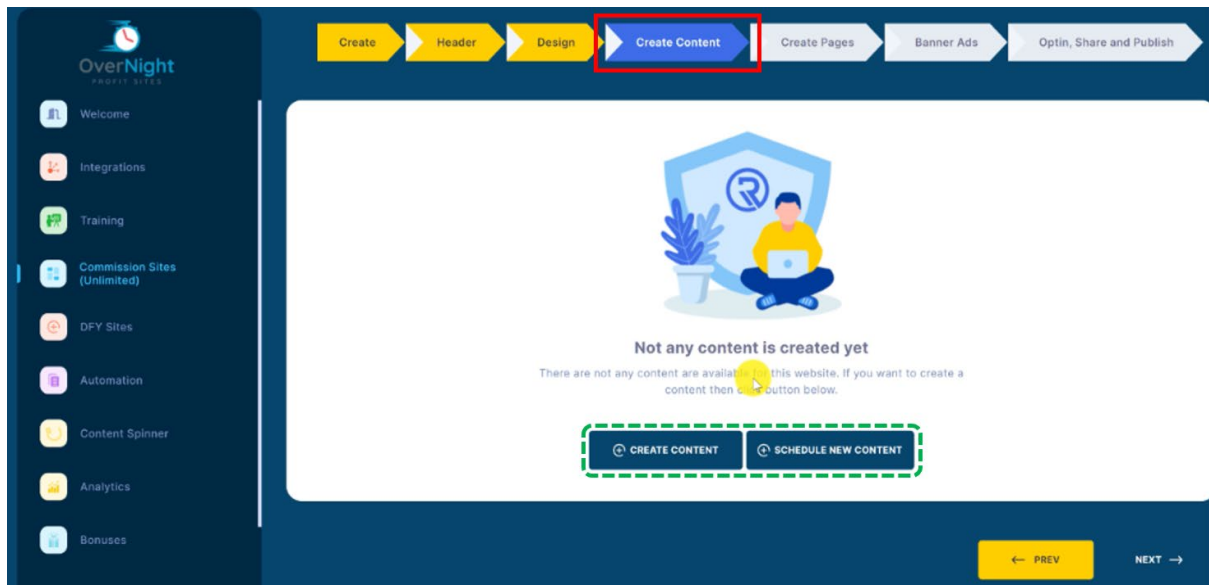 OverNight
PROFIT SITES
Create
Header
Design
Create Content
Create Pages
Banner Ads
Optin, Share and Publish
Welcome
Integrations
Training
Commission Sites
(Unlimited)
DFY Sites
Automation
Content Spinner
Analytics
Bonuses
Not any content is created yet
There are not any content are available for this website. If you want to create a
content then button below.
CREATE CONTENT
SCHEDULE NEW CONTENT
← PREV
NEXT →